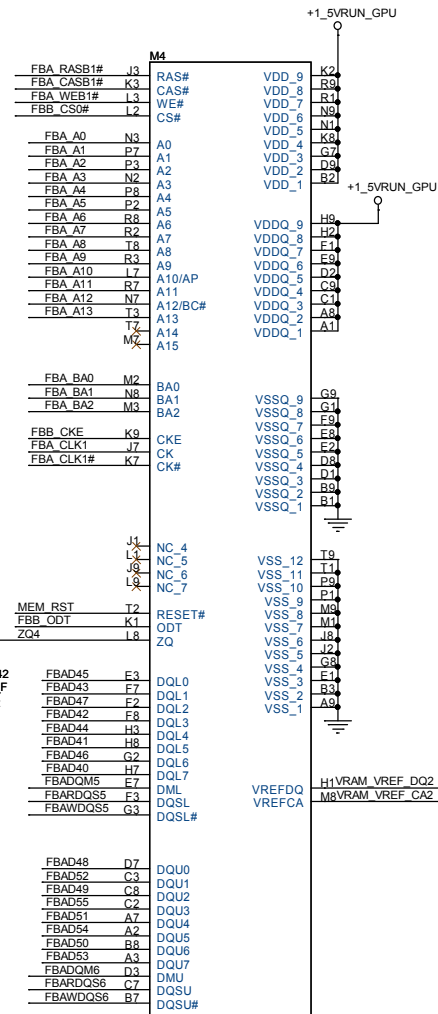 +1_5VRUN_GPU
M4
FBA_RASB1# J3 RAS# VDD_9 K2
FBA_CASB1# K3 CAS# VDD_8 R9
FBA_WEB1# L3 WE# VDD_7 R1
FBB_CS0# L2 CS# VDD_6 N9
VDD_5 N1
FBA_A0 N3 A0 VDD_4 K8
FBA_A1 P7 A1 VDD_3 G7
FBA_A2 P3 A2 VDD_2 D9
FBA_A3 N2 A3 VDD_1 B2
+1_5VRUN_GPU
FBA_A4 P8 A4
FBA_A5 P2 A5
FBA_A6 R8 A6 VDDQ_9 H9
FBA_A7 R2 A7 VDDQ_8 H2
FBA_A8 T8 A8 VDDQ_7 F1
FBA_A9 R3 A9 VDDQ_6 E9
FBA_A10 L7 A10/AP VDDQ_5 D2
FBA_A11 R7 A11 VDDQ_4 C9
FBA_A12 N7 A12/BC# VDDQ_3 C1
FBA_A13 T3 A13 VDDQ_2 A8
T7 A14 VDDQ_1 A1
M7 A15
FBA_BA0 M2 BA0
FBA_BA1 N8 BA1 VSSQ_9 G9
FBA_BA2 M3 BA2 VSSQ_8 G1
VSSQ_7 F9
FBB_CKE K9 CKE VSSQ_6 E8
FBA_CLK1 J7 CK VSSQ_5 E2
FBA_CLK1# K7 CK# VSSQ_4 D8
VSSQ_3 D1
VSSQ_2 B9
VSSQ_1 B1
J1 NC_4
L1 NC_5 VSS_12 T9
J9 NC_6 VSS_11 T1
L9 NC_7 VSS_10 P9
VSS_9 P1
MEM_RST T2 RESET# VSS_8 M9
FBB_ODT K1 ODT VSS_7 M1
ZQ4 L8 ZQ VSS_6 J8
VSS_5 J2
VSS_4 G8
42
FBAD45 E3 DQL0 VSS_3 E1
F
FBAD43 F7 DQL1 VSS_2 B3
FBAD47 F2 DQL2 VSS_1 A9
FBAD42 F8 DQL3
FBAD44 H3 DQL4
FBAD41 H8 DQL5
FBAD46 G2 DQL6
FBAD40 H7 DQL7
FBADQM5 E7 DML VREFDQ H1 VRAM_VREF_DQ2
FBARDQS5 F3 DQSL VREFCA M8 VRAM_VREF_CA2
FBAWDQS5 G3 DQSL#
FBAD48 D7 DQU0
FBAD52 C3 DQU1
FBAD49 C8 DQU2
FBAD55 C2 DQU3
FBAD51 A7 DQU4
FBAD54 A2 DQU5
FBAD50 B8 DQU6
FBAD53 A3 DQU7
FBADQM6 D3 DMU
FBARDQS6 C7 DQSU
FBAWDQS6 B7 DQSU#